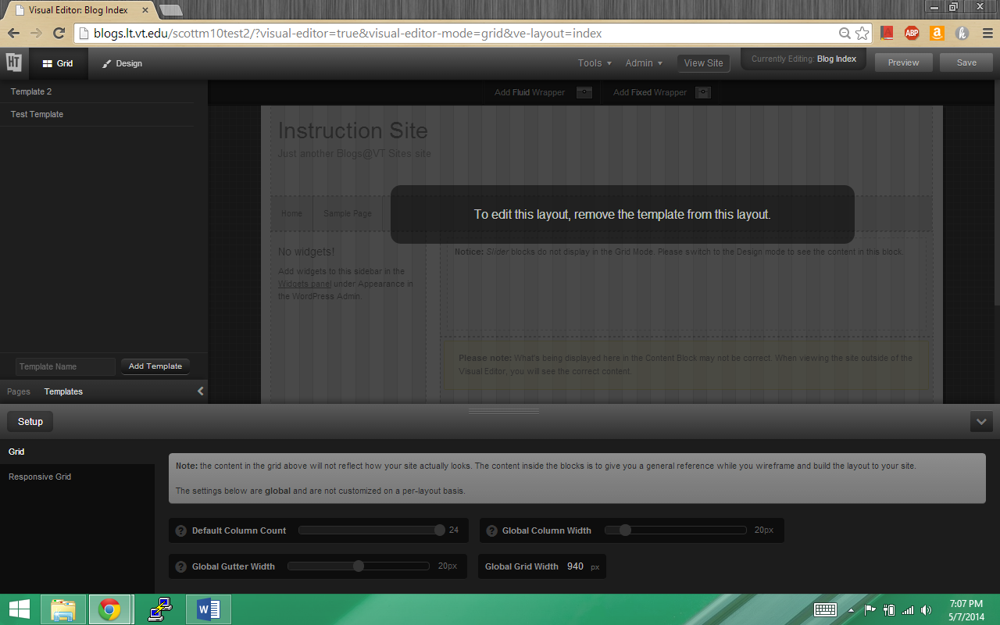 Visual Editor: Blog Index
blogs.lt.vt.edu/scottm10test2/?visual-editor=true&visual-editor-mode=grid&ve-layout=index
ABP
HT
Grid
Design
Tools
Admin
View Site
Currently Editing: Blog Index
Preview
Save
Template 2
Test Template
Add Fluid Wrapper
Add Fixed Wrapper
Instruction Site
Just another Blogs@VT Sites site
Home
Sample Page
To edit this layout, remove the template from this layout.
No widgets!
Add widgets to this sidebar in the
Widgets panel under Appearance in
the WordPress Admin.
Notice: Slider blocks do not display in the Grid Mode. Please switch to the Design mode to see the content in this block.
Please note: What's being displayed here in the Content Block may not be correct. When viewing the site outside of the
Visual Editor, you will see the correct content.
Template Name
Add Template
Pages
Templates
Setup
Grid
Responsive Grid
Note: the content in the grid above will not reflect how your site actually looks. The content inside the blocks is to give you a general reference while you wireframe and build the layout to your site.
The settings below are global and are not customized on a per-layout basis.
? Default Column Count 24
? Global Column Width 20px
? Global Gutter Width 20px
Global Grid Width 940 px
7:07 PM
5/7/2014